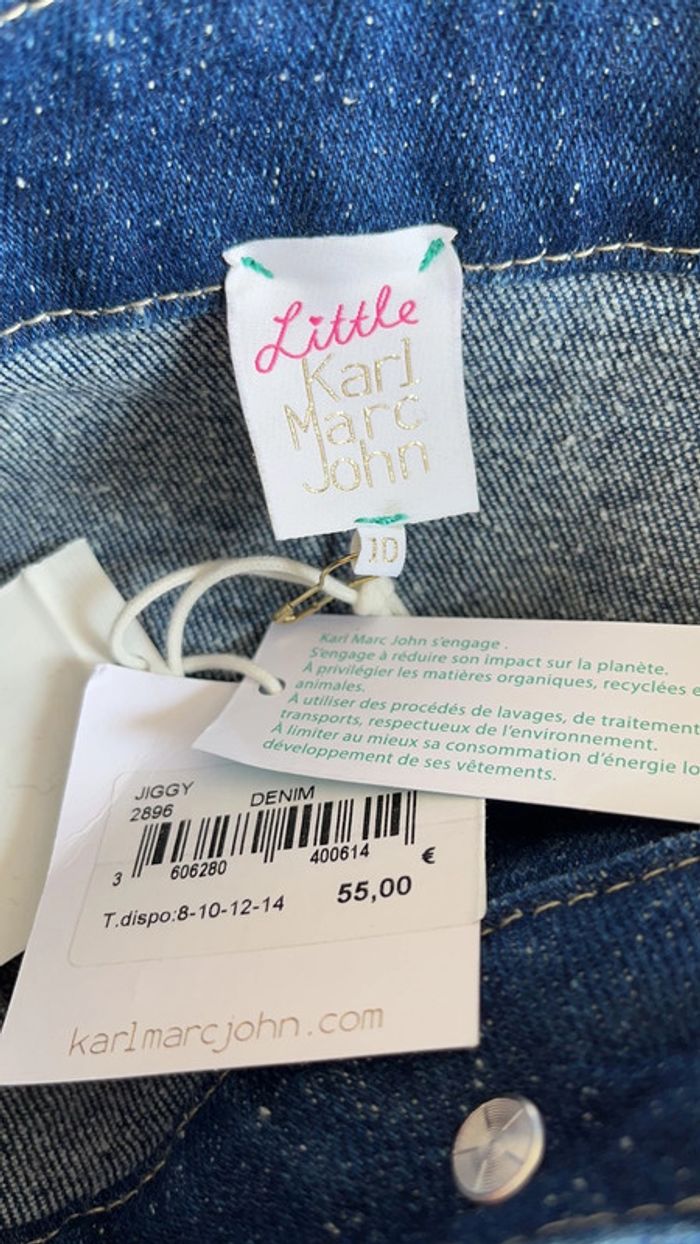 Little
Karl
Marc
John
10
Karl Marc John s'engage .
S'engage à réduire son impact sur la planète.
À privilégier les matières organiques, recyclées e
animales.
À utiliser des procédés de lavages, de traitement
transports, respectueux de l'environnement.
À limiter au mieux sa consommation d'énergie lo
développement de ses vêtements.
JIGGY
2896 DENIM
3 606280 400614 €
T.dispo:8-10-12-14 55,00
karlmarcjohn.com